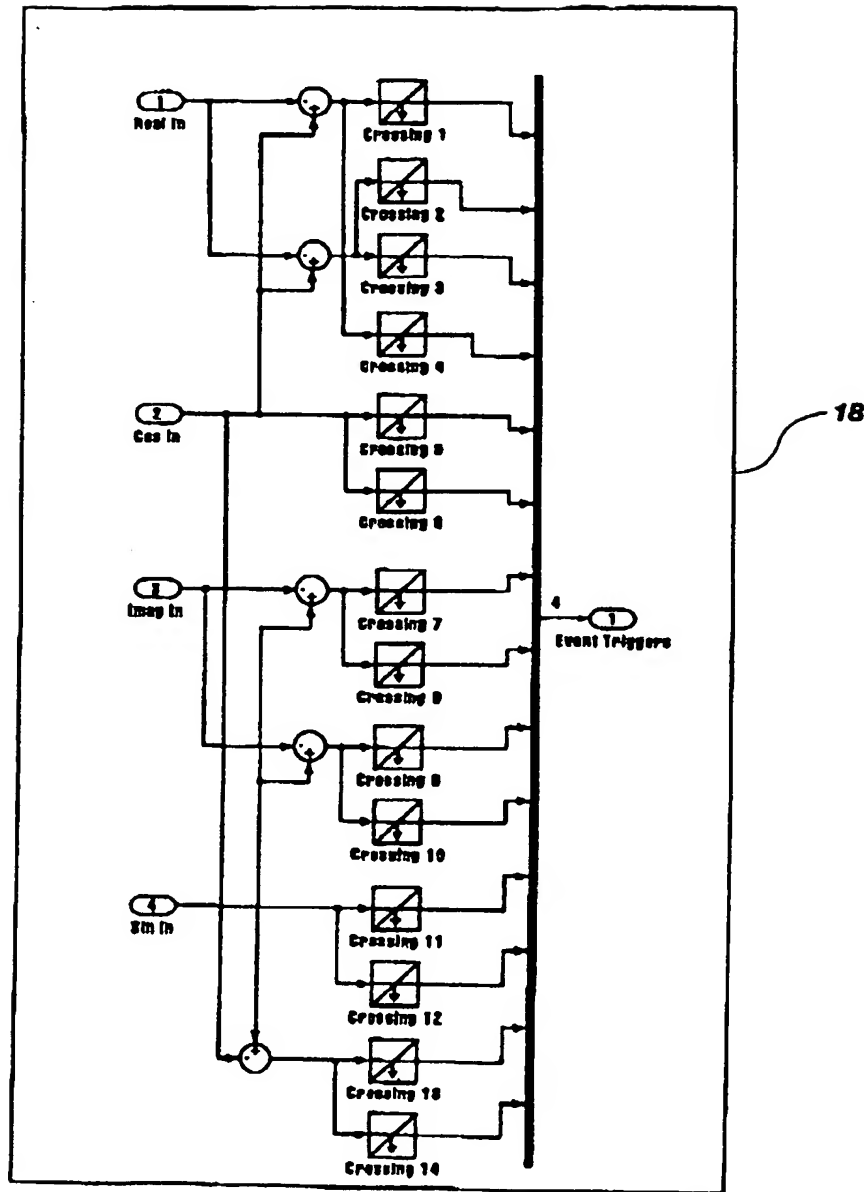 1
Real In
Crossing 1
Crossing 2
Crossing 3
Crossing 4
2
Cos In
Crossing 5
Crossing 6
18
3
Imag In
Crossing 7
4
1
Event Triggers
Crossing 9
Crossing 8
Crossing 10
4
Sin In
Crossing 11
Crossing 12
Crossing 13
Crossing 14